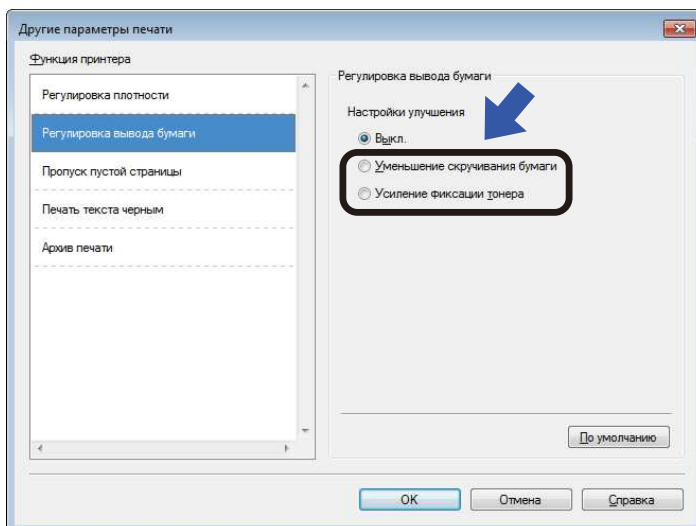 Другие параметры печати
Функция принтера
Регулировка плотности
Регулировка вывода бумаги
Пропуск пустой страницы
Печать текста черным
Архив печати
Регулировка вывода бумаги
Настройки улучшения
Выкл.
Уменьшение скручивания бумаги
Усиление фиксации тонера
По умолчанию
OK
Отмена
Справка